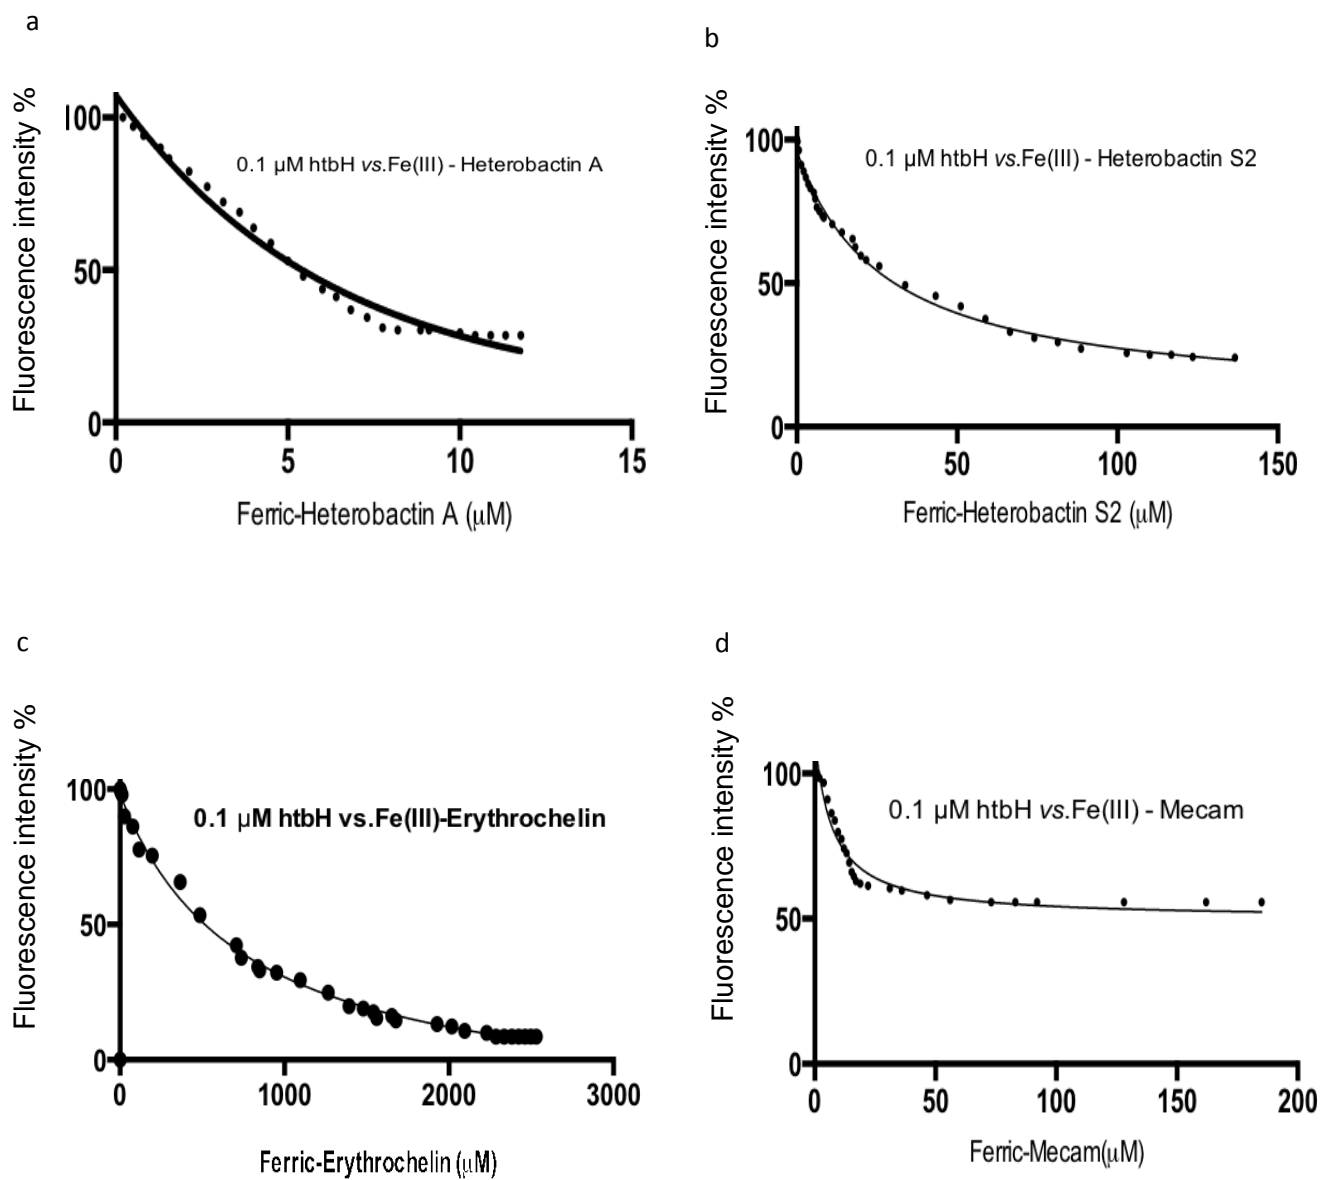 a
Fluorescence intensity %
100
50
0
0 5 10 15
0.1 µM htbH vs.Fe(III) - Heterobactin A
Ferric-Heterobactin A (µM)
b
Fluorescence intensity %
100
50
0
0 50 100 150
0.1 µM htbH vs.Fe(III) - Heterobactin S2
Ferric-Heterobactin S2 (µM)
c
Fluorescence intensity %
100
50
0
0 1000 2000 3000
0.1 µM htbH vs.Fe(III)-Erythrochelin
Ferric-Erythrochelin (µM)
d
Fluorescence intensity %
100
50
0
0 50 100 150 200
0.1 µM htbH vs.Fe(III) - Mecam
Ferric-Mecam(µM)